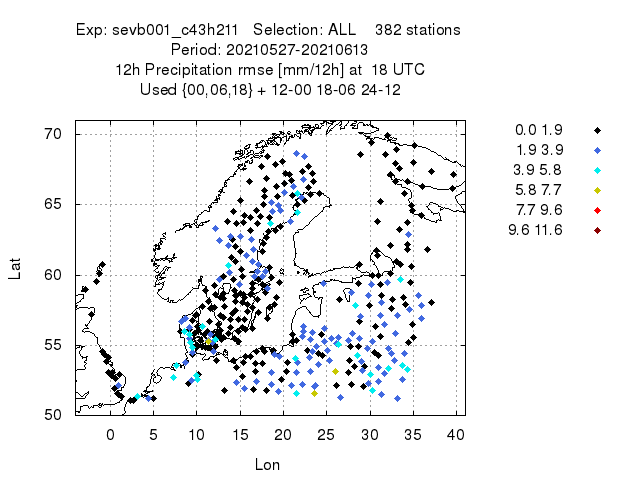 Exp: sevb001_c43h211 Selection: ALL 382 stations
Period: 20210527-20210613
12h Precipitation rmse [mm/12h] at 18 UTC
Used {00,06,18} + 12-00 18-06 24-12
70
65
60
55
50
Lat
0 5 10 15 20 25 30 35 40
Lon
0.0 1.9
1.9 3.9
3.9 5.8
5.8 7.7
7.7 9.6
9.6 11.6